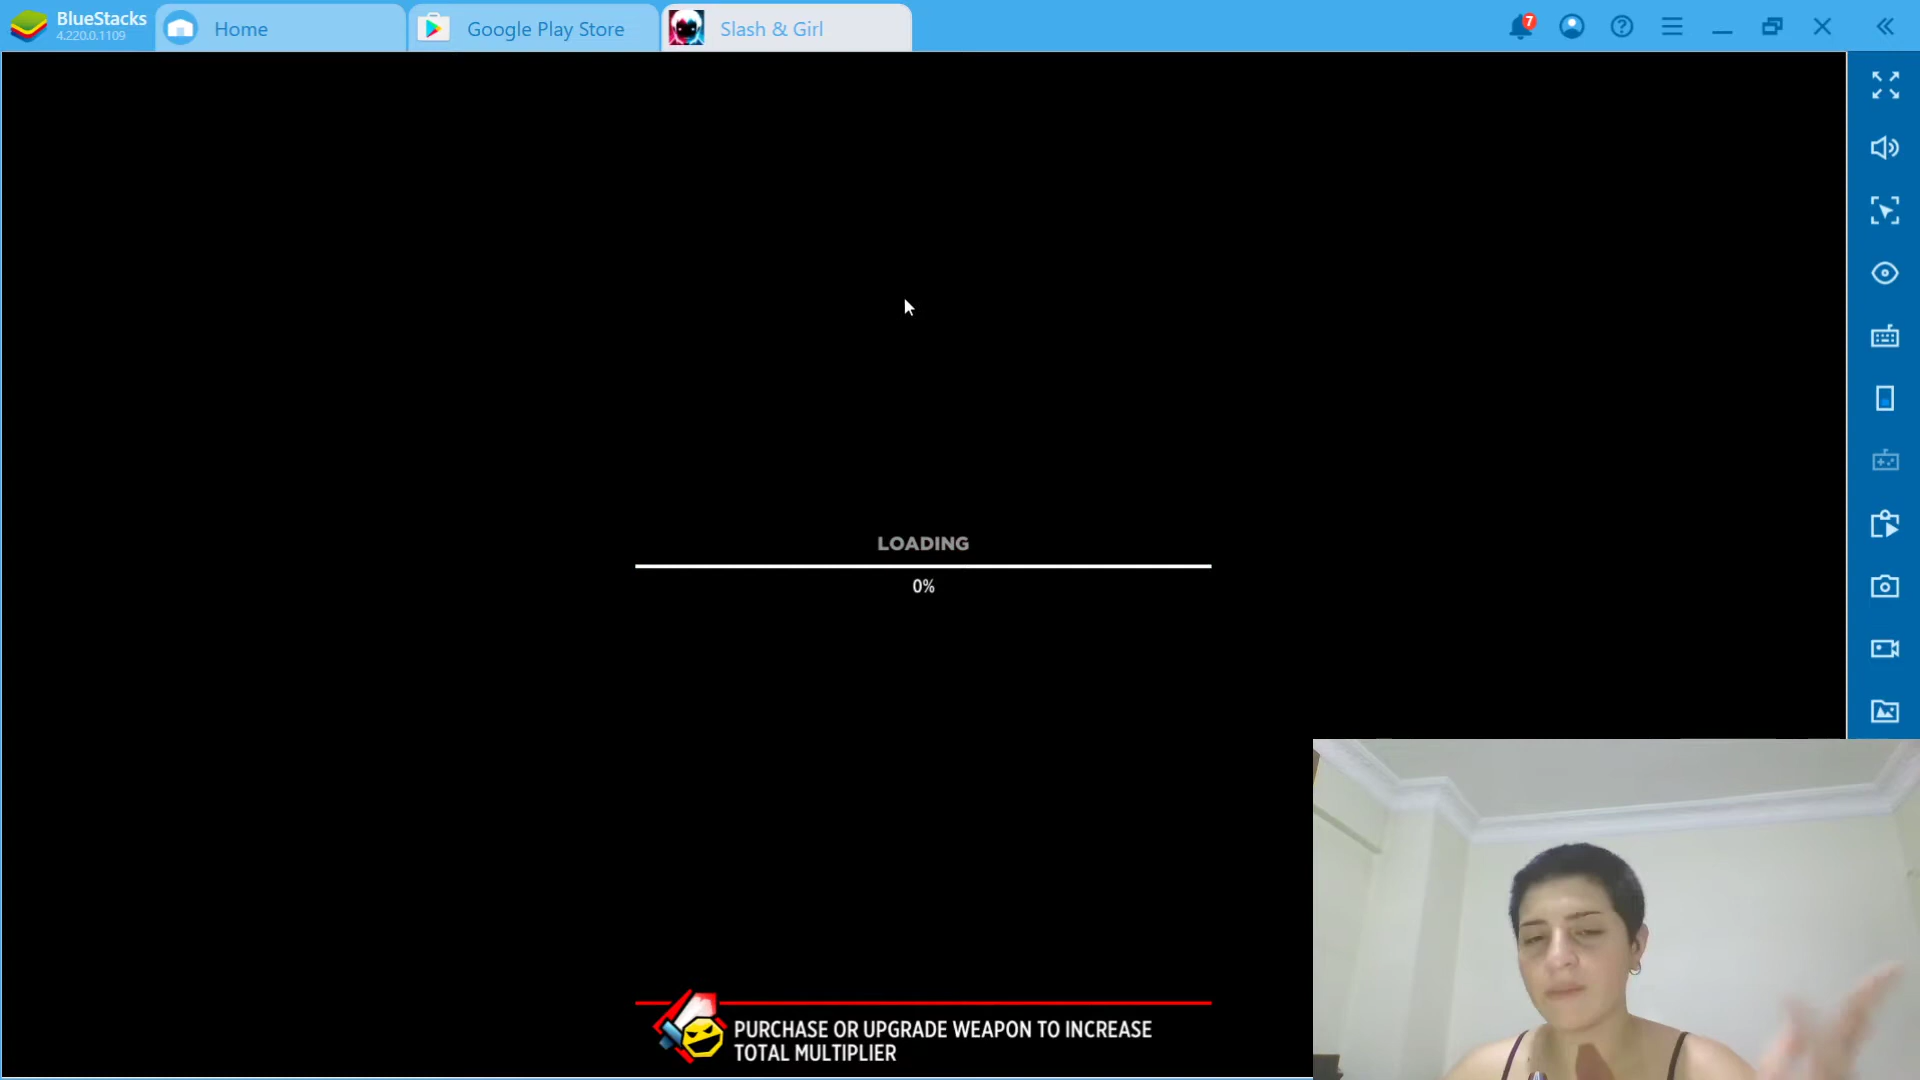 BlueStacks
4.220.0.1109
Home
Google Play Store
Slash & Girl
7
LOADING
0%
PURCHASE OR UPGRADE WEAPON TO INCREASE
TOTAL MULTIPLIER